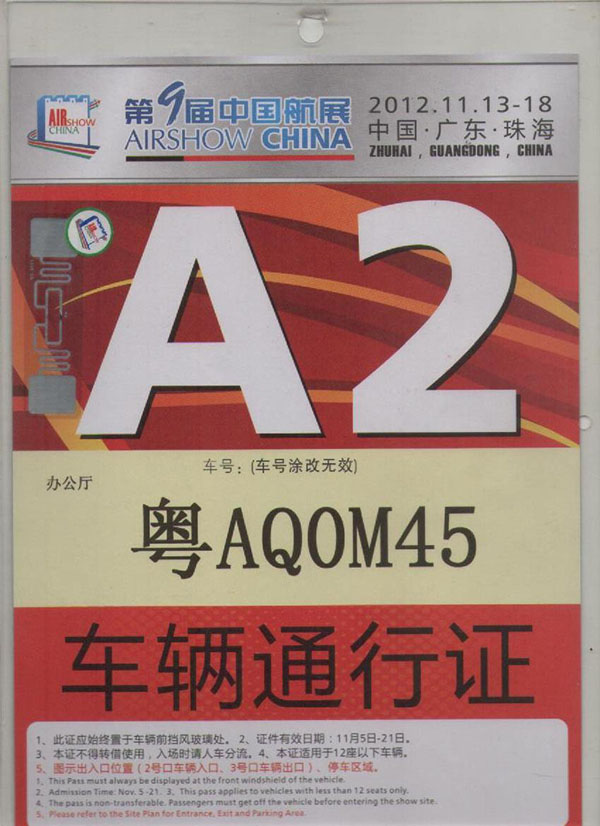 AIRSHOW
CHINA
第9届中国航展
AIRSHOW CHINA
2012.11.13-18
中国·广东·珠海
ZHUHAI , GUANGDONG , CHINA
A2
车号：(车号涂改无效)
办公厅
粤AQ0M45
车辆通行证
1、此证应始终置于车辆前挡风玻璃处。 2、证件有效日期：11月5日-21日。
3、本证不得转借使用，入场时请人车分流。4、本证适用于12座以下车辆。
5、图示出入口位置（2号口车辆入口、3号口车辆出口）、停车区域。
1、This Pass must always be displayed at the front windshield of the vehicle.
2、Admission Time: Nov. 5 -21. 3、This pass applies to vehicles with less than 12 seats only.
4、The pass is non-transferable. Passengers must get off the vehicle before entering the show site.
5、Please refer to the Site Plan for Entrance, Exit and Parking Area.